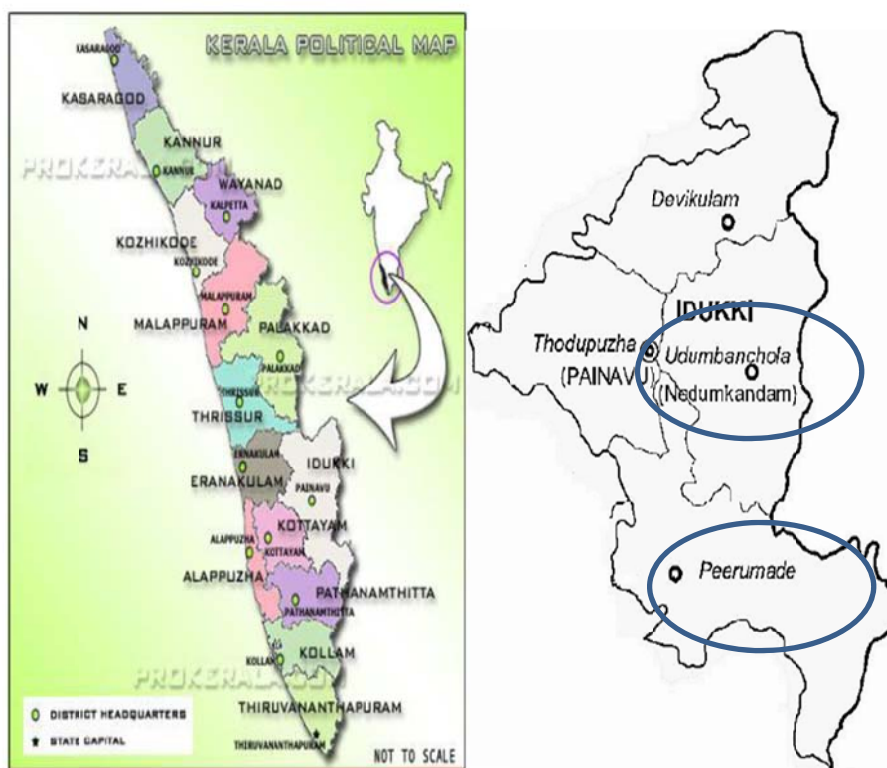 KERALA POLITICAL MAP
KASARAGOD
KASARAGOD
KANNUR
PROKERALA.COM
KANNUR
WAYANAD
KALPETTA
KOZHIKODE
KOZHIKODE
MALAPPURAM
MALAPPURAM
PALAKKAD
PALAKKAD
PROKERALA.COM
THRISSUR
THRISSUR
N
W
E
S
ERNAKULAM
ERANAKULAM
IDUKKI
PAINAVU
KOTTAYAM
KOTTAYAM
ALAPPUZHA
ALAPPUZHA
PATHANAMTHITTA
PATHANAMTHITTA
KOLLAM
KOLLAM
PROKERALA.COM
THIRUVANANTHAPURAM
THIRUVANANTHAPURAM
DISTRICT HEADQUARTERS
STATE CAPITAL
NOT TO SCALE
Devikulam
IDUKKI
Thodupuzha
(PAINAVU)
Udumbanchola
(Nedumkandam)
Peerumade